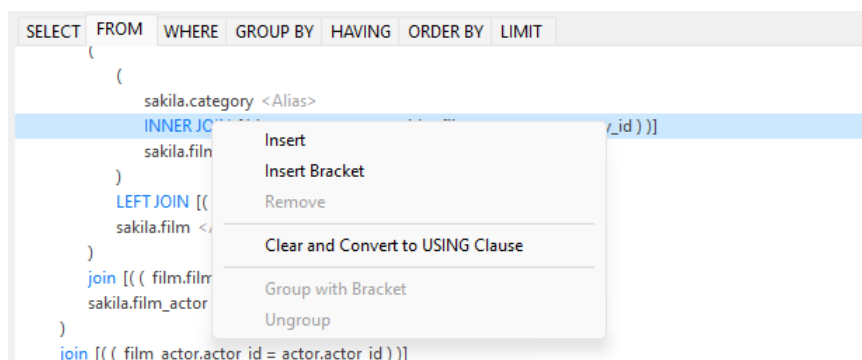 SELECT FROM WHERE GROUP BY HAVING ORDER BY LIMIT
(
(
sakila.category <Alias>
INNER JO y_id ) )]
sakila.film
)
LEFT JOIN [(
sakila.film <
)
join [( ( film.film
sakila.film_actor
)
join [( ( film_actor.actor_id = actor.actor_id ) )]
Insert
Insert Bracket
Remove
Clear and Convert to USING Clause
Group with Bracket
Ungroup